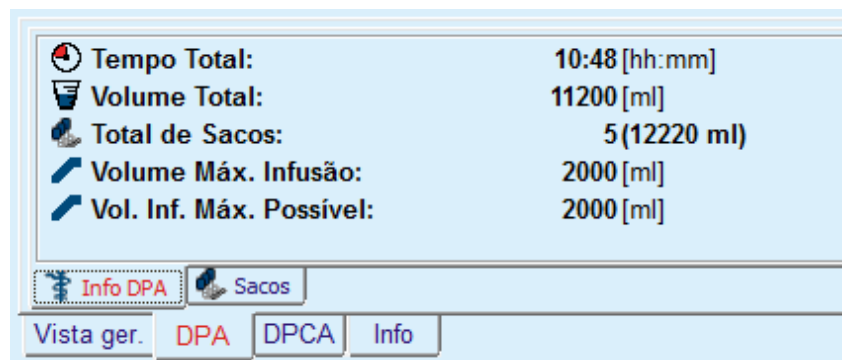 Tempo Total: 10:48 [hh:mm]
Volume Total: 11200 [ml]
Total de Sacos: 5 (12220 ml)
Volume Máx. Infusão: 2000 [ml]
Vol. Inf. Máx. Possível: 2000 [ml]
Info DPA Sacos
Vista ger. DPA DPCA Info